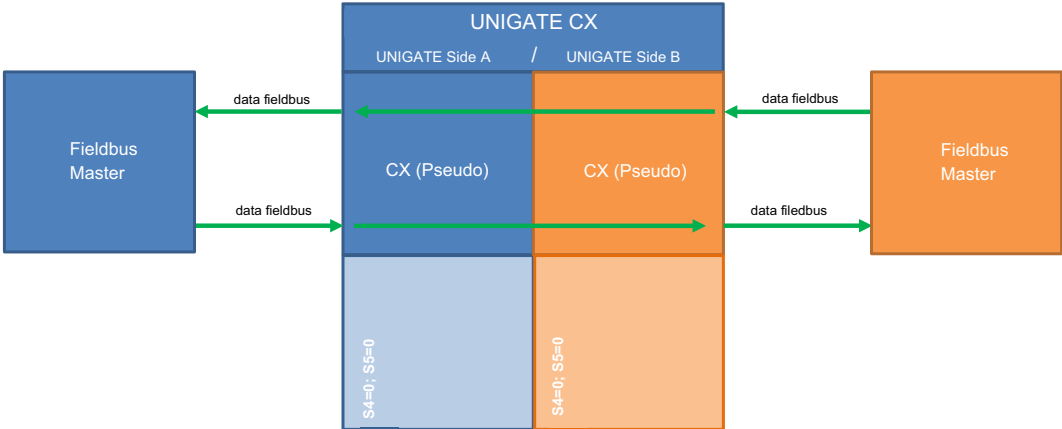 UNIGATE CX
UNIGATE Side A / UNIGATE Side B
data fieldbus
data fieldbus
Fieldbus
Master
CX (Pseudo)
CX (Pseudo)
Fieldbus
Master
data fieldbus
data filedbus
S4=0; S5=0
S4=0; S5=0